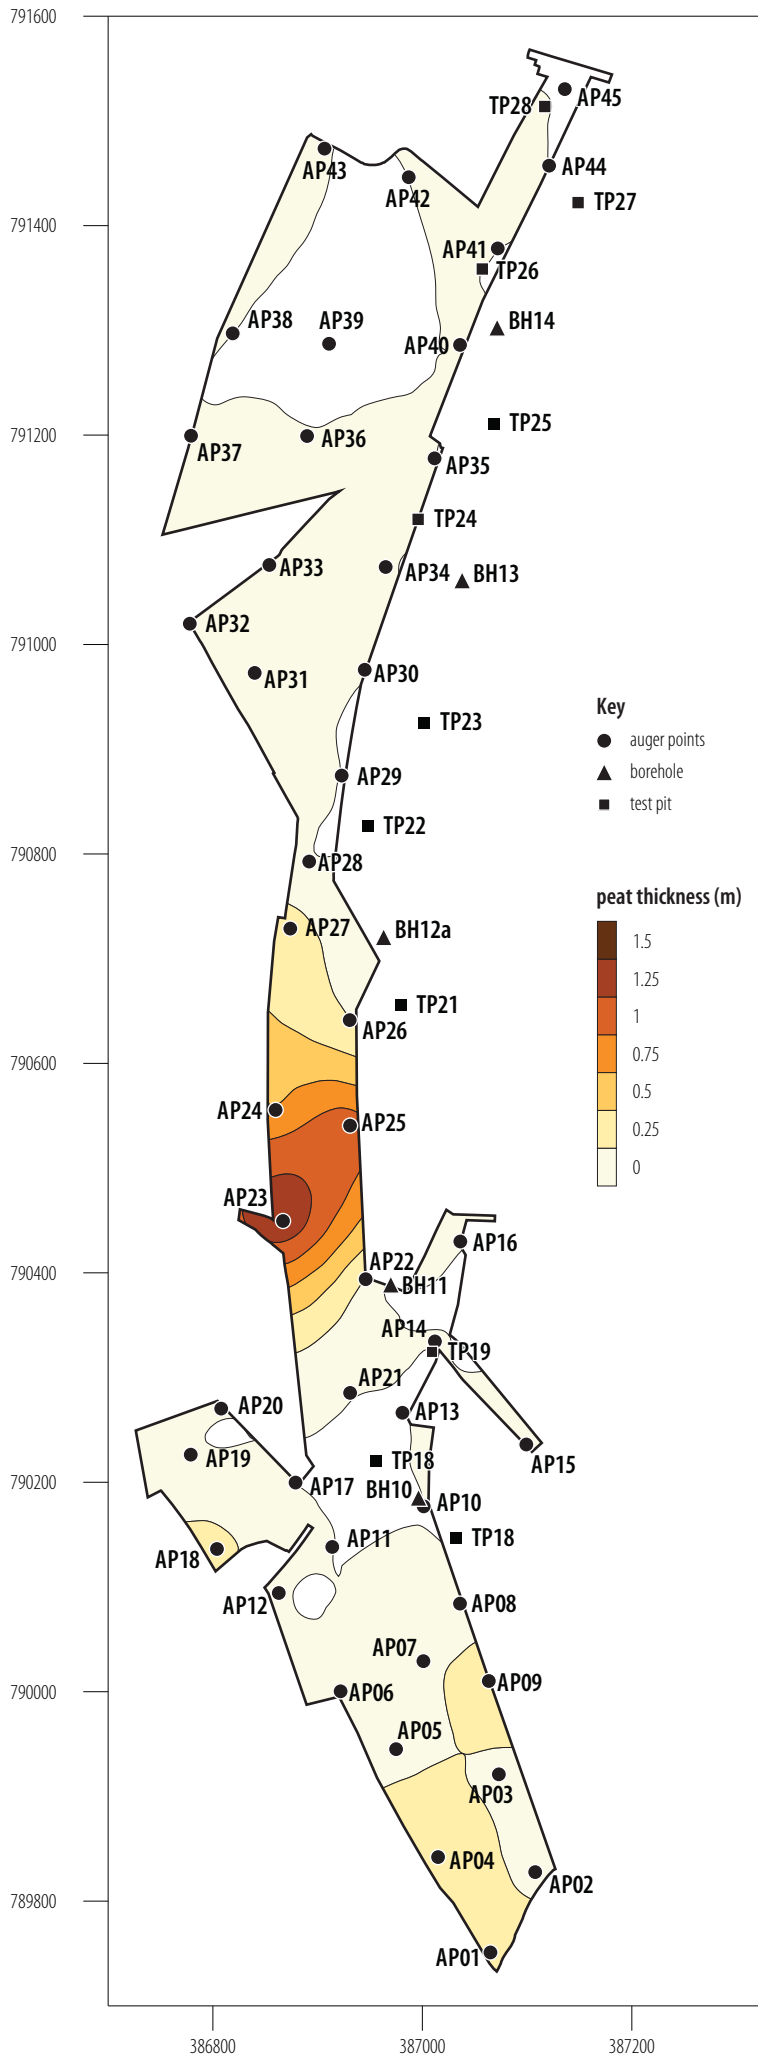 791600
AP45
TP28
AP43
AP44
AP42
TP27
791400
AP41
TP26
AP38
AP39
BH14
AP40
TP25
791200
AP36
AP37
AP35
TP24
AP33
AP34
BH13
AP32
791000
AP30
AP31
Key
TP23
auger points
AP29
borehole
test pit
TP22
790800
AP28
peat thickness (m)
AP27
BH12a
1.5
1.25
TP21
1
AP26
790600
0.75
0.5
AP24
AP25
0.25
0
AP23
AP16
AP22
790400
BH11
AP14
TP19
AP21
AP20
AP13
AP19
TP18
AP15
790200
AP17
BH10
AP10
AP11
TP18
AP18
AP12
AP08
AP07
AP09
790000
AP06
AP05
AP03
AP04
AP02
789800
AP01
386800
387000
387200